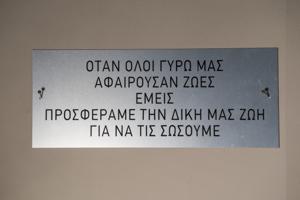 ΟΤΑΝ ΟΛΟΙ ΓΥΡΩ ΜΑΣ
ΑΦΑΙΡΟΥΣΑΝ ΖΩΕΣ
ΕΜΕΙΣ
ΠΡΟΣΦΕΡΑΜΕ ΤΗΝ ΔΙΚΗ ΜΑΣ ΖΩΗ
ΓΙΑ ΝΑ ΤΙΣ ΣΩΣΟΥΜΕ